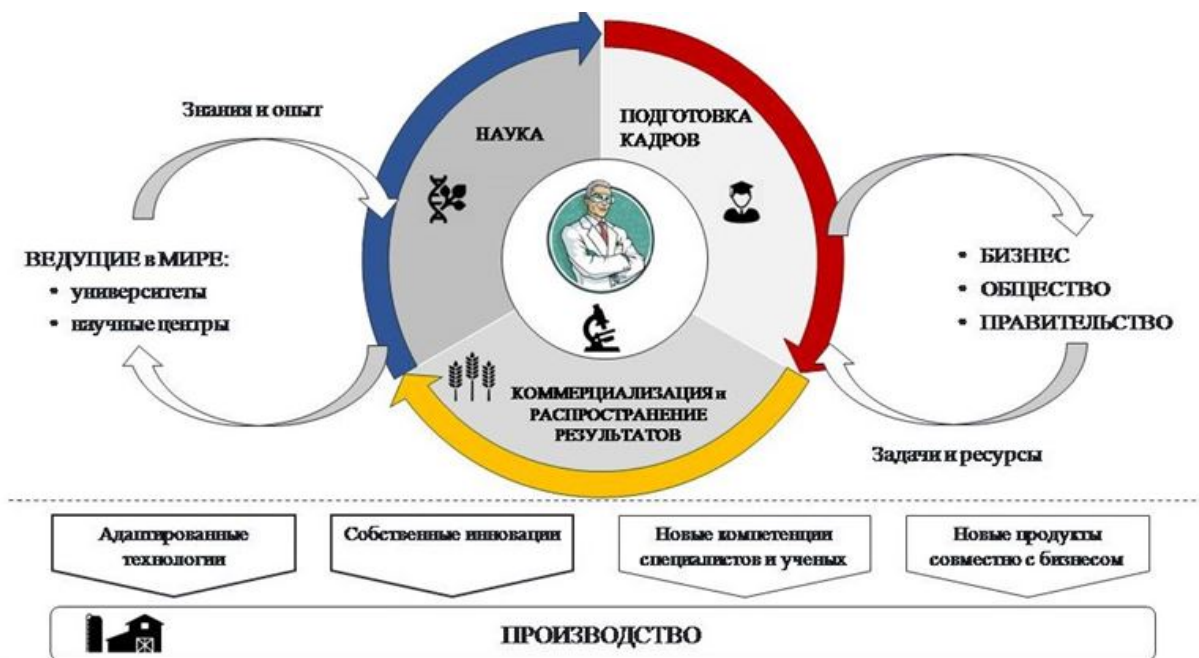 Знания и опыт
НАУКА
ПОДГОТОВКА
КАДРОВ
ВЕДУЩИЕ в МИРЕ:
• университеты
• научные центры
• БИЗНЕС
• ОБЩЕСТВО
• ПРАВИТЕЛЬСТВО
КОММЕРЦИАЛИЗАЦИЯ и
РАСПРОСТРАНЕНИЕ
РЕЗУЛЬТАТОВ
Задачи и ресурсы
Адаптированные
технологии
Собственные инновации
Новые компетенции
специалистов и ученых
Новые продукты
совместно с бизнесом
ПРОИЗВОДСТВО